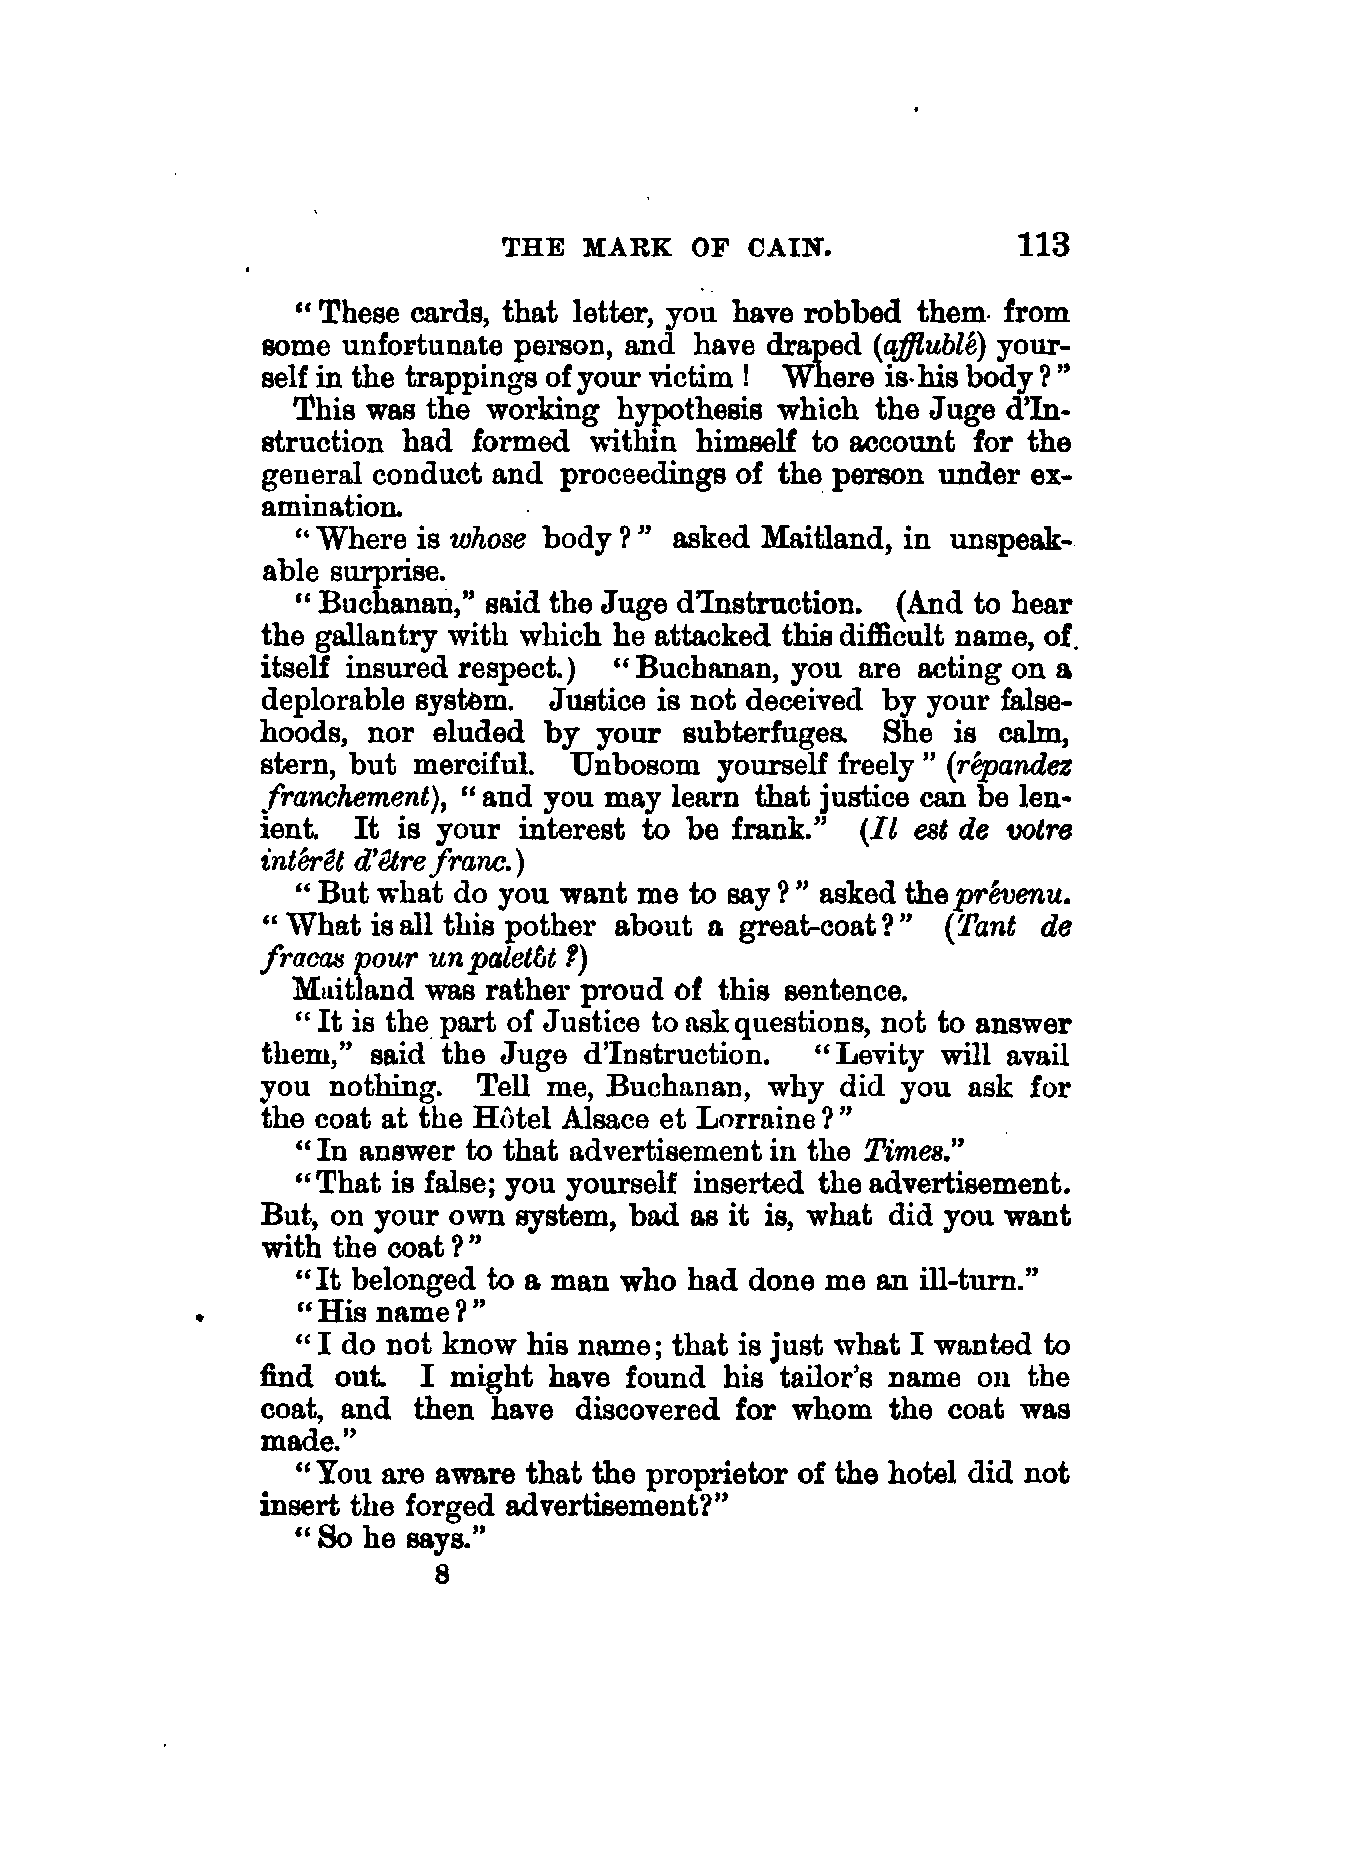 THE MARK OF CAIN. 113
“These cards, that letter, you have robbed them from
some unfortunate person, and have draped (affublé) your-
self in the trappings of your victim! Where is his body?”
This was the working hypothesis which the Juge d’In-
struction had formed within himself to account for the
general conduct and proceedings of the person under ex-
amination.
“Where is whose body?” asked Maitland, in unspeak-
able surprise.
“Buchanan,” said the Juge d’Instruction. (And to hear
the gallantry with which he attacked this difficult name, of
itself insured respect.) “Buchanan, you are acting on a
deplorable system. Justice is not deceived by your false-
hoods, nor eluded by your subterfuges. She is calm,
stern, but merciful. Unbosom yourself freely” (répandez
franchement), “and you may learn that justice can be len-
ient. It is your interest to be frank.” (Il est de votre
intérêt d’être franc.)
“But what do you want me to say?” asked the prévenu.
“What is all this pother about a great-coat?” (Tant de
fracas pour un paletôt?)
Maitland was rather proud of this sentence.
“It is the part of Justice to ask questions, not to answer
them,” said the Juge d’Instruction. “Levity will avail
you nothing. Tell me, Buchanan, why did you ask for
the coat at the Hôtel Alsace et Lorraine?”
“In answer to that advertisement in the Times.”
“That is false; you yourself inserted the advertisement.
But, on your own system, bad as it is, what did you want
with the coat?”
“It belonged to a man who had done me an ill-turn.”
“His name?”
“I do not know his name; that is just what I wanted to
find out. I might have found his tailor’s name on the
coat, and then have discovered for whom the coat was
made.”
“You are aware that the proprietor of the hotel did not
insert the forged advertisement?”
“So he says.”
8